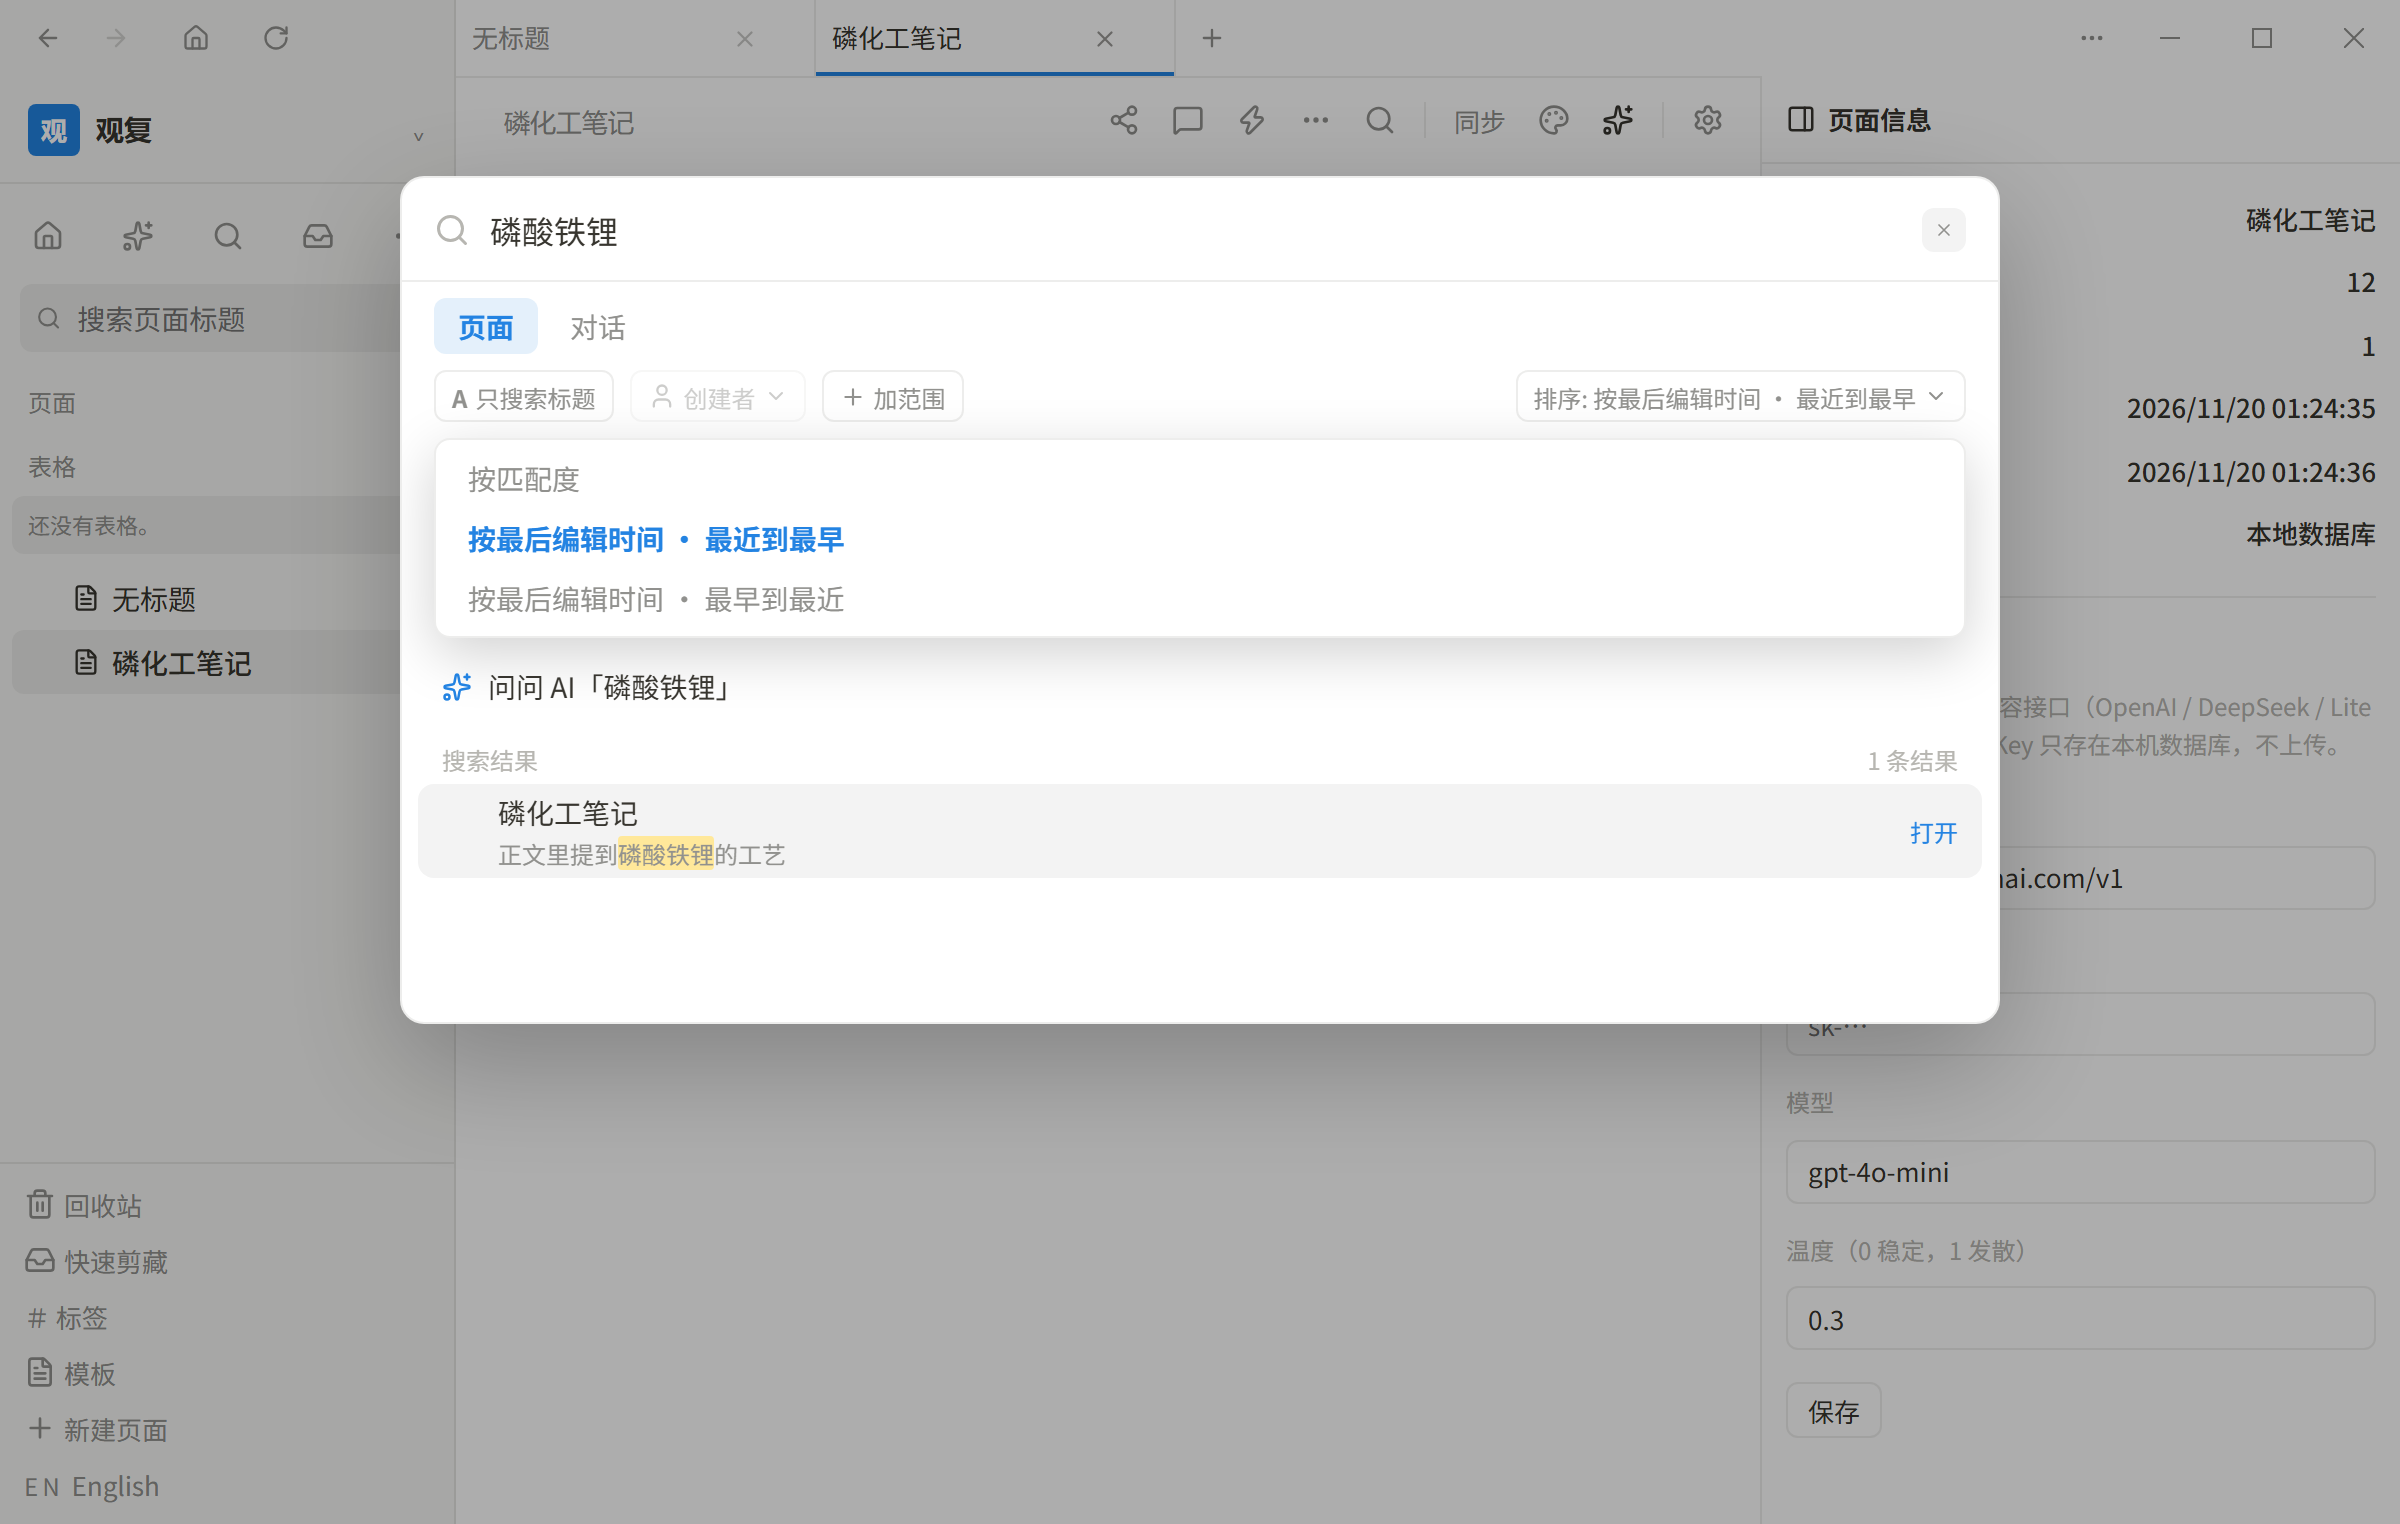 无标题
磷化工笔记
观 观复
磷化工笔记
同步
页面信息
搜索页面标题
页面
表格
还没有表格。
无标题
磷化工笔记
回收站
快速剪藏
# 标签
模板
新建页面
EN English
磷酸铁锂
页面 对话
A 只搜索标题
创建者
加范围
排序: 按最后编辑时间 · 最近到最早
按匹配度
按最后编辑时间 · 最近到最早
按最后编辑时间 · 最早到最近
问问 AI「磷酸铁锂」
搜索结果
1 条结果
磷化工笔记
正文里提到磷酸铁锂的工艺
打开
磷化工笔记
12
1
2026/11/20 01:24:35
2026/11/20 01:24:36
本地数据库
容接口（OpenAI / DeepSeek / Lite
Key 只存在本机数据库，不上传。
ai.com/v1
sk-···
模型
gpt-4o-mini
温度（0 稳定，1 发散）
0.3
保存